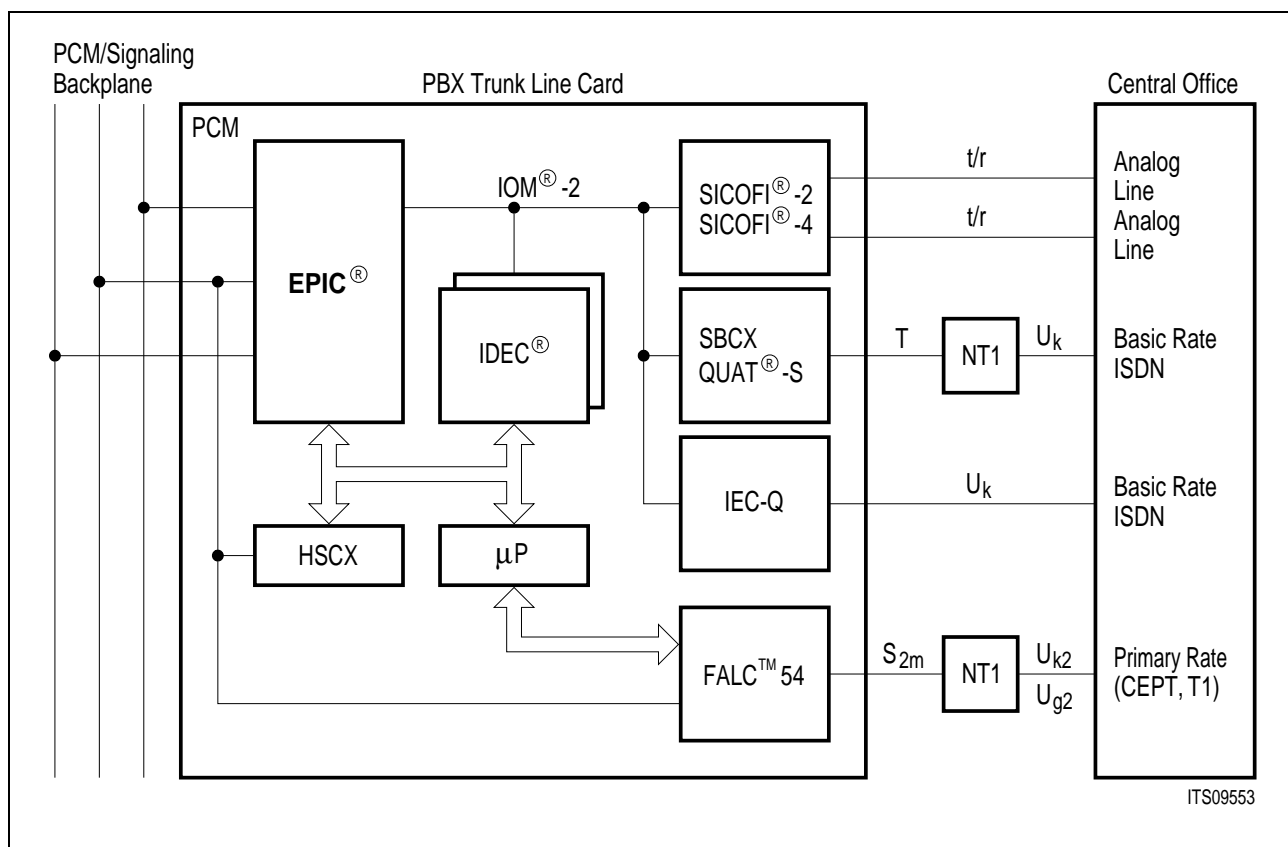 PCM/Signaling
Backplane
PBX Trunk Line Card
Central Office
PCM
IOM®-2
EPIC®
IDEC®
HSCX
μP
SICOFI®-2
SICOFI®-4
SBCX
QUAT®-S
IEC-Q
FALC™ 54
t/r
t/r
T
NT1
Uk
Uk
S2m
NT1
Uk2
Ug2
Analog
Line
Analog
Line
Basic Rate
ISDN
Basic Rate
ISDN
Primary Rate
(CEPT, T1)
ITS09553